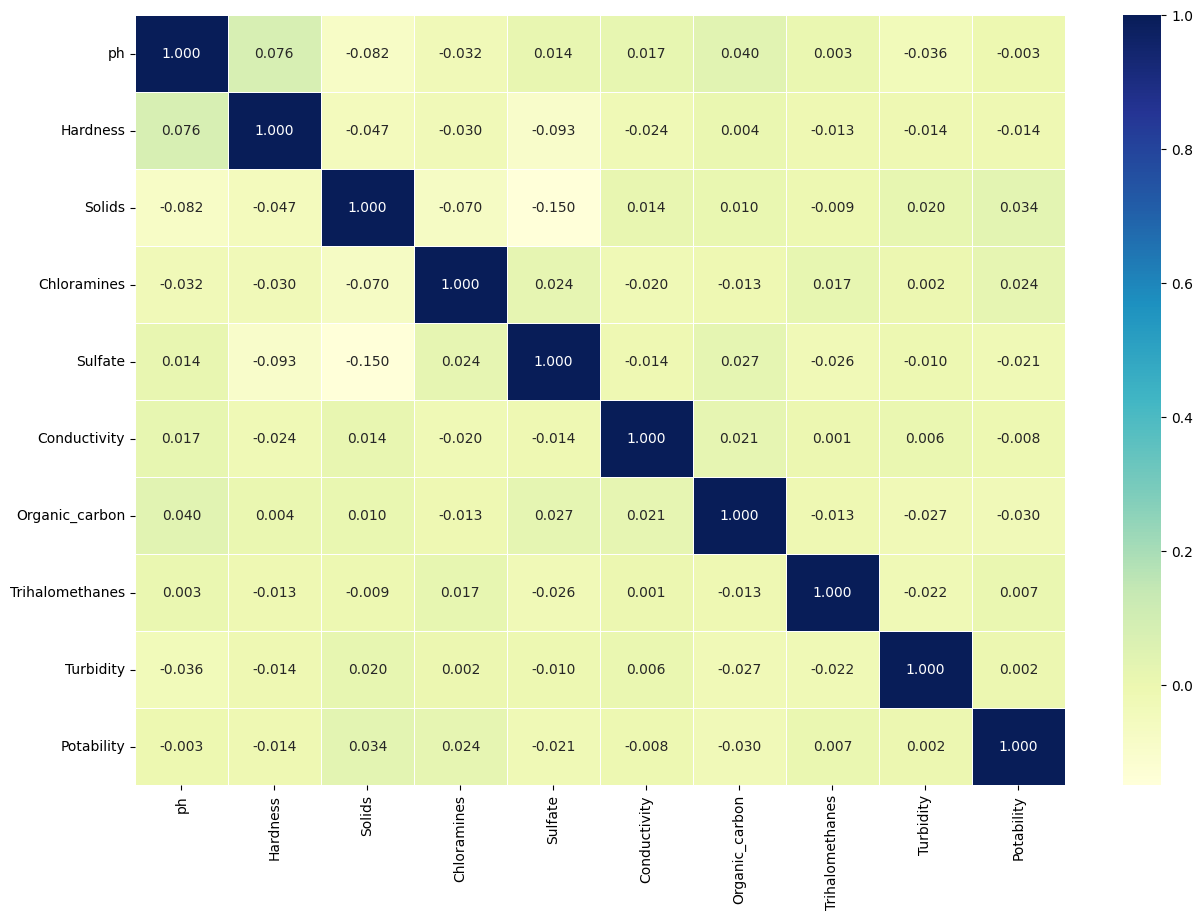 ph 1.000 0.076 -0.082 -0.032 0.014 0.017 0.040 0.003 -0.036 -0.003
Hardness 0.076 1.000 -0.047 -0.030 -0.093 -0.024 0.004 -0.013 -0.014 -0.014
Solids -0.082 -0.047 1.000 -0.070 -0.150 0.014 0.010 -0.009 0.020 0.034
Chloramines -0.032 -0.030 -0.070 1.000 0.024 -0.020 -0.013 0.017 0.002 0.024
Sulfate 0.014 -0.093 -0.150 0.024 1.000 -0.014 0.027 -0.026 -0.010 -0.021
Conductivity 0.017 -0.024 0.014 -0.020 -0.014 1.000 0.021 0.001 0.006 -0.008
Organic_carbon 0.040 0.004 0.010 -0.013 0.027 0.021 1.000 -0.013 -0.027 -0.030
Trihalomethanes 0.003 -0.013 -0.009 0.017 -0.026 0.001 -0.013 1.000 -0.022 0.007
Turbidity -0.036 -0.014 0.020 0.002 -0.010 0.006 -0.027 -0.022 1.000 0.002
Potability -0.003 -0.014 0.034 0.024 -0.021 -0.008 -0.030 0.007 0.002 1.000
ph
Hardness
Solids
Chloramines
Sulfate
Conductivity
Organic_carbon
Trihalomethanes
Turbidity
Potability
1.0
0.8
0.6
0.4
0.2
0.0